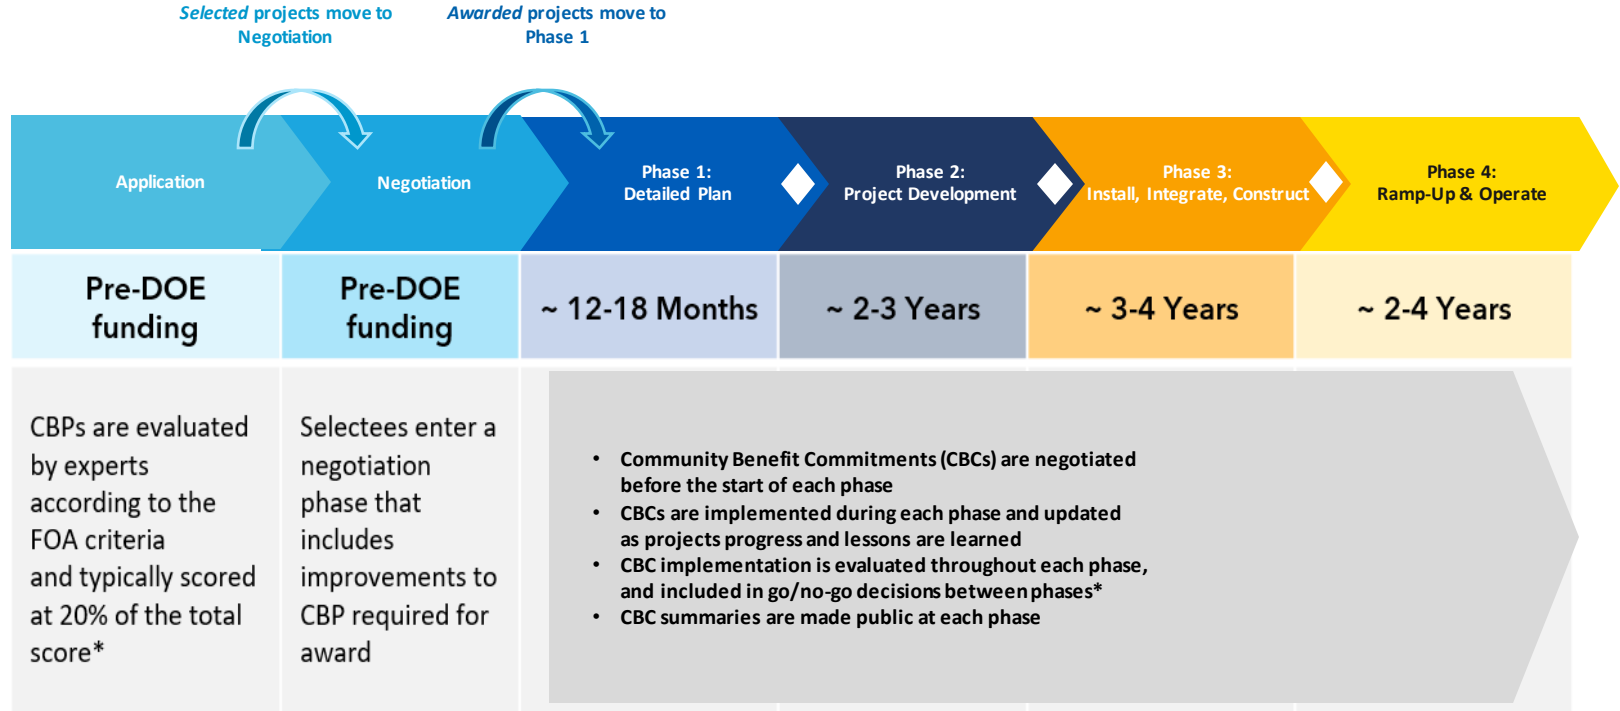 Selected projects move to
Negotiation
Awarded projects move to
Phase 1
Application
Negotiation
Phase 1:
Detailed Plan
Phase 2:
Project Development
Phase 3:
Install, Integrate, Construct
Phase 4:
Ramp-Up & Operate
Pre-DOE
funding
Pre-DOE
funding
~ 12-18 Months
~ 2-3 Years
~ 3-4 Years
~ 2-4 Years
CBPs are evaluated
by experts
according to the
FOA criteria
and typically scored
at 20% of the total
score*
Selectees enter a
negotiation
phase that
includes
improvements to
CBP required for
award
• Community Benefit Commitments (CBCs) are negotiated
before the start of each phase
• CBCs are implemented during each phase and updated
as projects progress and lessons are learned
• CBC implementation is evaluated throughout each phase,
and included in go/no-go decisions between phases*
• CBC summaries are made public at each phase